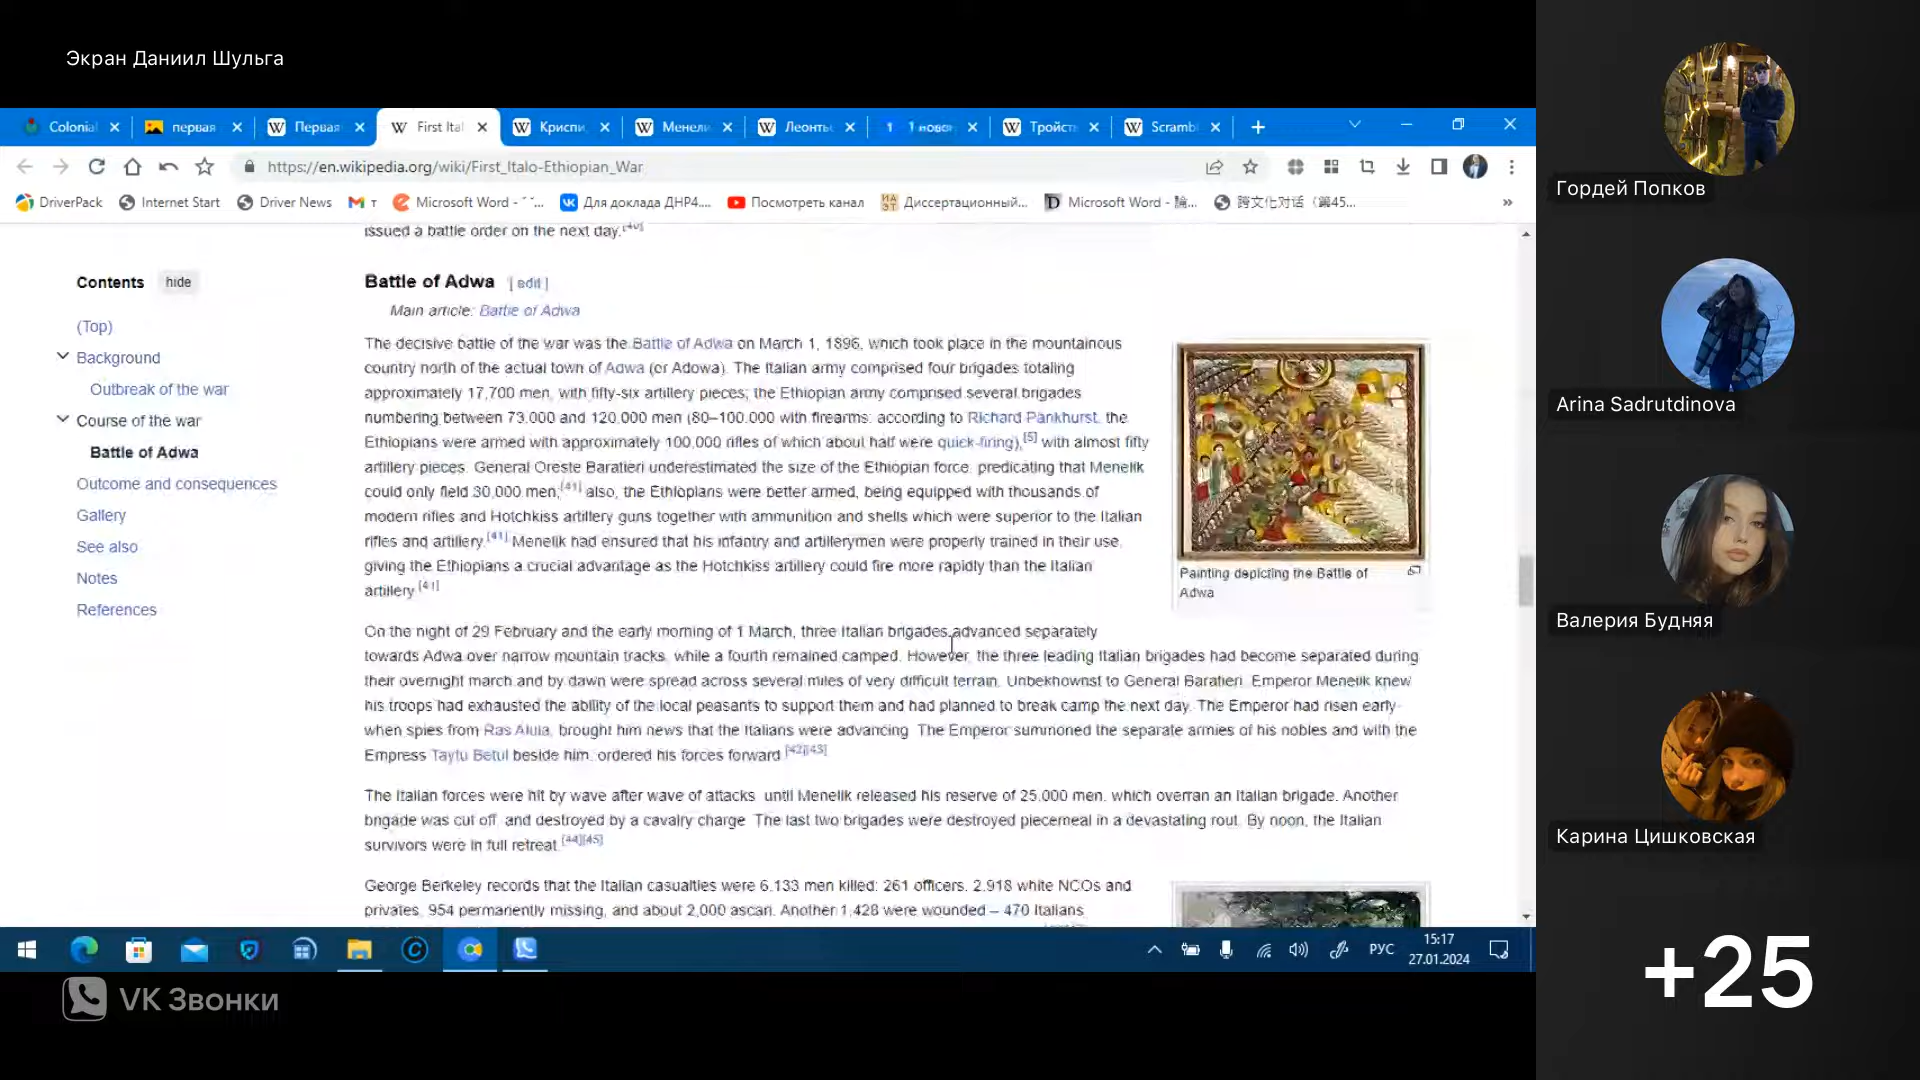 Экран Даниил Шульга
Colonial
первая
Первая
First Ital
Криспи,
Менели
Леонтье
1 новое
Тройств
Scrambl
https://en.wikipedia.org/wiki/First_Italo-Ethiopian_War
DriverPack
Internet Start
Driver News
т
Microsoft Word - ...
Для доклада ДНР4....
Посмотреть канал
Диссертационный...
Microsoft Word - 論...
跨文化对话（第45...
»
issued a battle order on the next day.[40]
Contents hide
(Top)
Background
Outbreak of the war
Course of the war
Battle of Adwa
Outcome and consequences
Gallery
See also
Notes
References
Battle of Adwa [ edit ]
Main article: Battle of Adwa
The decisive battle of the war was the Battle of Adwa on March 1, 1896, which took place in the mountainous
country north of the actual town of Adwa (or Adowa). The Italian army comprised four brigades totaling
approximately 17,700 men, with fifty-six artillery pieces; the Ethiopian army comprised several brigades
numbering between 73,000 and 120,000 men (80–100,000 with firearms: according to Richard Pankhurst, the
Ethiopians were armed with approximately 100,000 rifles of which about half were quick-firing),[5] with almost fifty
artillery pieces. General Oreste Baratieri underestimated the size of the Ethiopian force, predicating that Menelik
could only field 30,000 men;[41] also, the Ethiopians were better armed, being equipped with thousands of
modern rifles and Hotchkiss artillery guns together with ammunition and shells which were superior to the Italian
rifles and artillery.[41] Menelik had ensured that his infantry and artillerymen were properly trained in their use,
giving the Ethiopians a crucial advantage as the Hotchkiss artillery could fire more rapidly than the Italian
artillery.[41]
Painting depicting the Battle of
Adwa
On the night of 29 February and the early morning of 1 March, three Italian brigades advanced separately
towards Adwa over narrow mountain tracks, while a fourth remained camped. However, the three leading Italian brigades had become separated during
their overnight march and by dawn were spread across several miles of very difficult terrain. Unbeknownst to General Baratieri, Emperor Menelik knew
his troops had exhausted the ability of the local peasants to support them and had planned to break camp the next day. The Emperor had risen early
when spies from Ras Alula, brought him news that the Italians were advancing. The Emperor summoned the separate armies of his nobles and with the
Empress Taytu Betul beside him, ordered his forces forward.[42][43]
The Italian forces were hit by wave after wave of attacks, until Menelik released his reserve of 25,000 men, which overran an Italian brigade. Another
brigade was cut off, and destroyed by a cavalry charge. The last two brigades were destroyed piecemeal in a devastating rout. By noon, the Italian
survivors were in full retreat.[44][45]
George Berkeley records that the Italian casualties were 6,133 men killed: 261 officers, 2,918 white NCOs and
privates, 954 permanently missing, and about 2,000 ascari. Another 1,428 were wounded – 470 Italians
РУС
15:17
27.01.2024
VK Звонки
Гордей Попков
Arina Sadrutdinova
Валерия Будняя
Карина Цишковская
+25